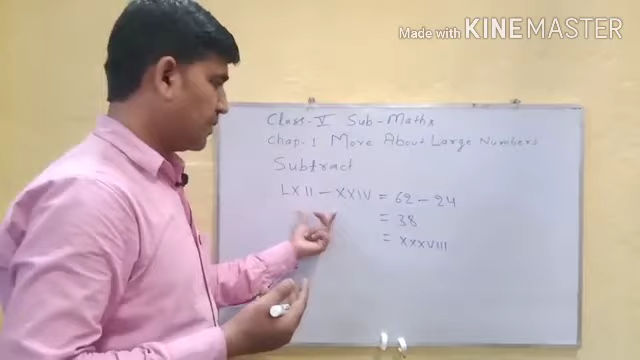 Made with KINEMASTER
Class-V Sub-Maths
Chap.1 More About Large Numbers
Subtract
LXII - XXIV = 62 - 24
= 38
= XXXVIII